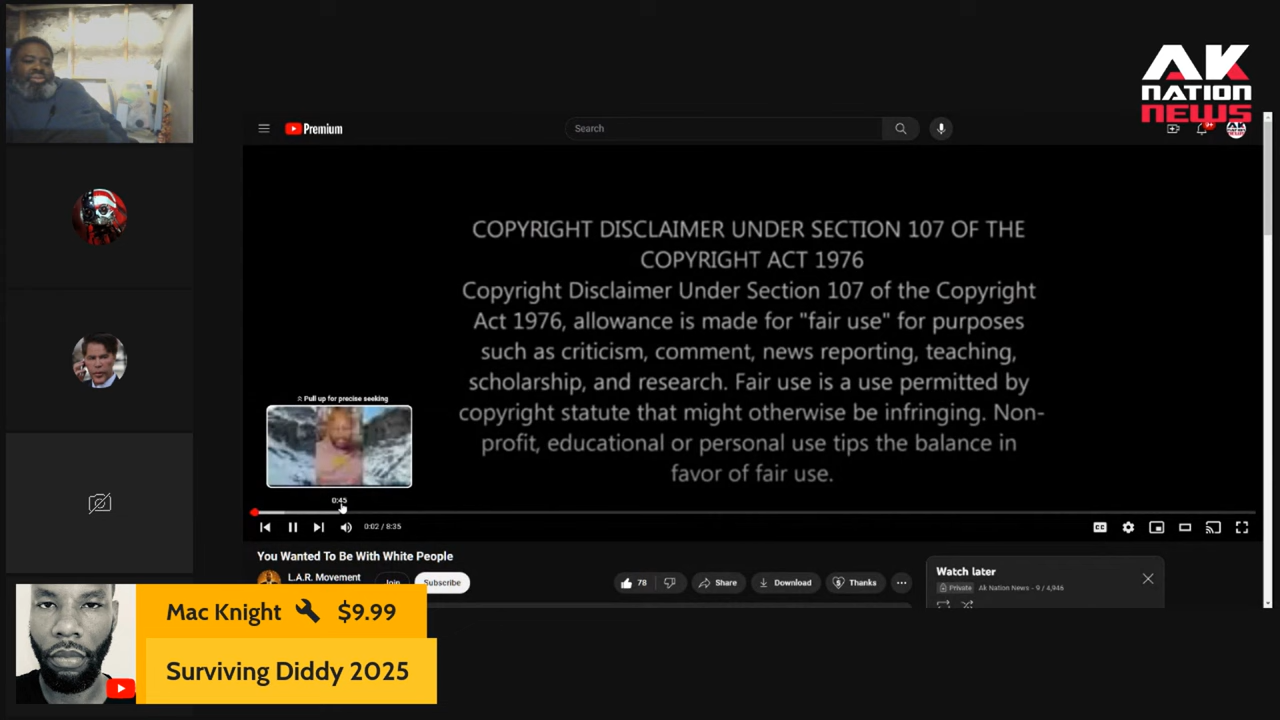 AK
NATION
NEWS
Premium
Search
9+
COPYRIGHT DISCLAIMER UNDER SECTION 107 OF THE
COPYRIGHT ACT 1976
Copyright Disclaimer Under Section 107 of the Copyright
Act 1976, allowance is made for "fair use" for purposes
such as criticism, comment, news reporting, teaching,
scholarship, and research. Fair use is a use permitted by
copyright statute that might otherwise be infringing. Non-
profit, educational or personal use tips the balance in
favor of fair use.
Pull up for precise seeking
0:45
0:02 / 8:35
CC
You Wanted To Be With White People
L.A.R. Movement
Join
Subscribe
78
Share
Download
Thanks
Watch later
Private
Ak Nation News - 9 / 4,946
Mac Knight $9.99
Surviving Diddy 2025